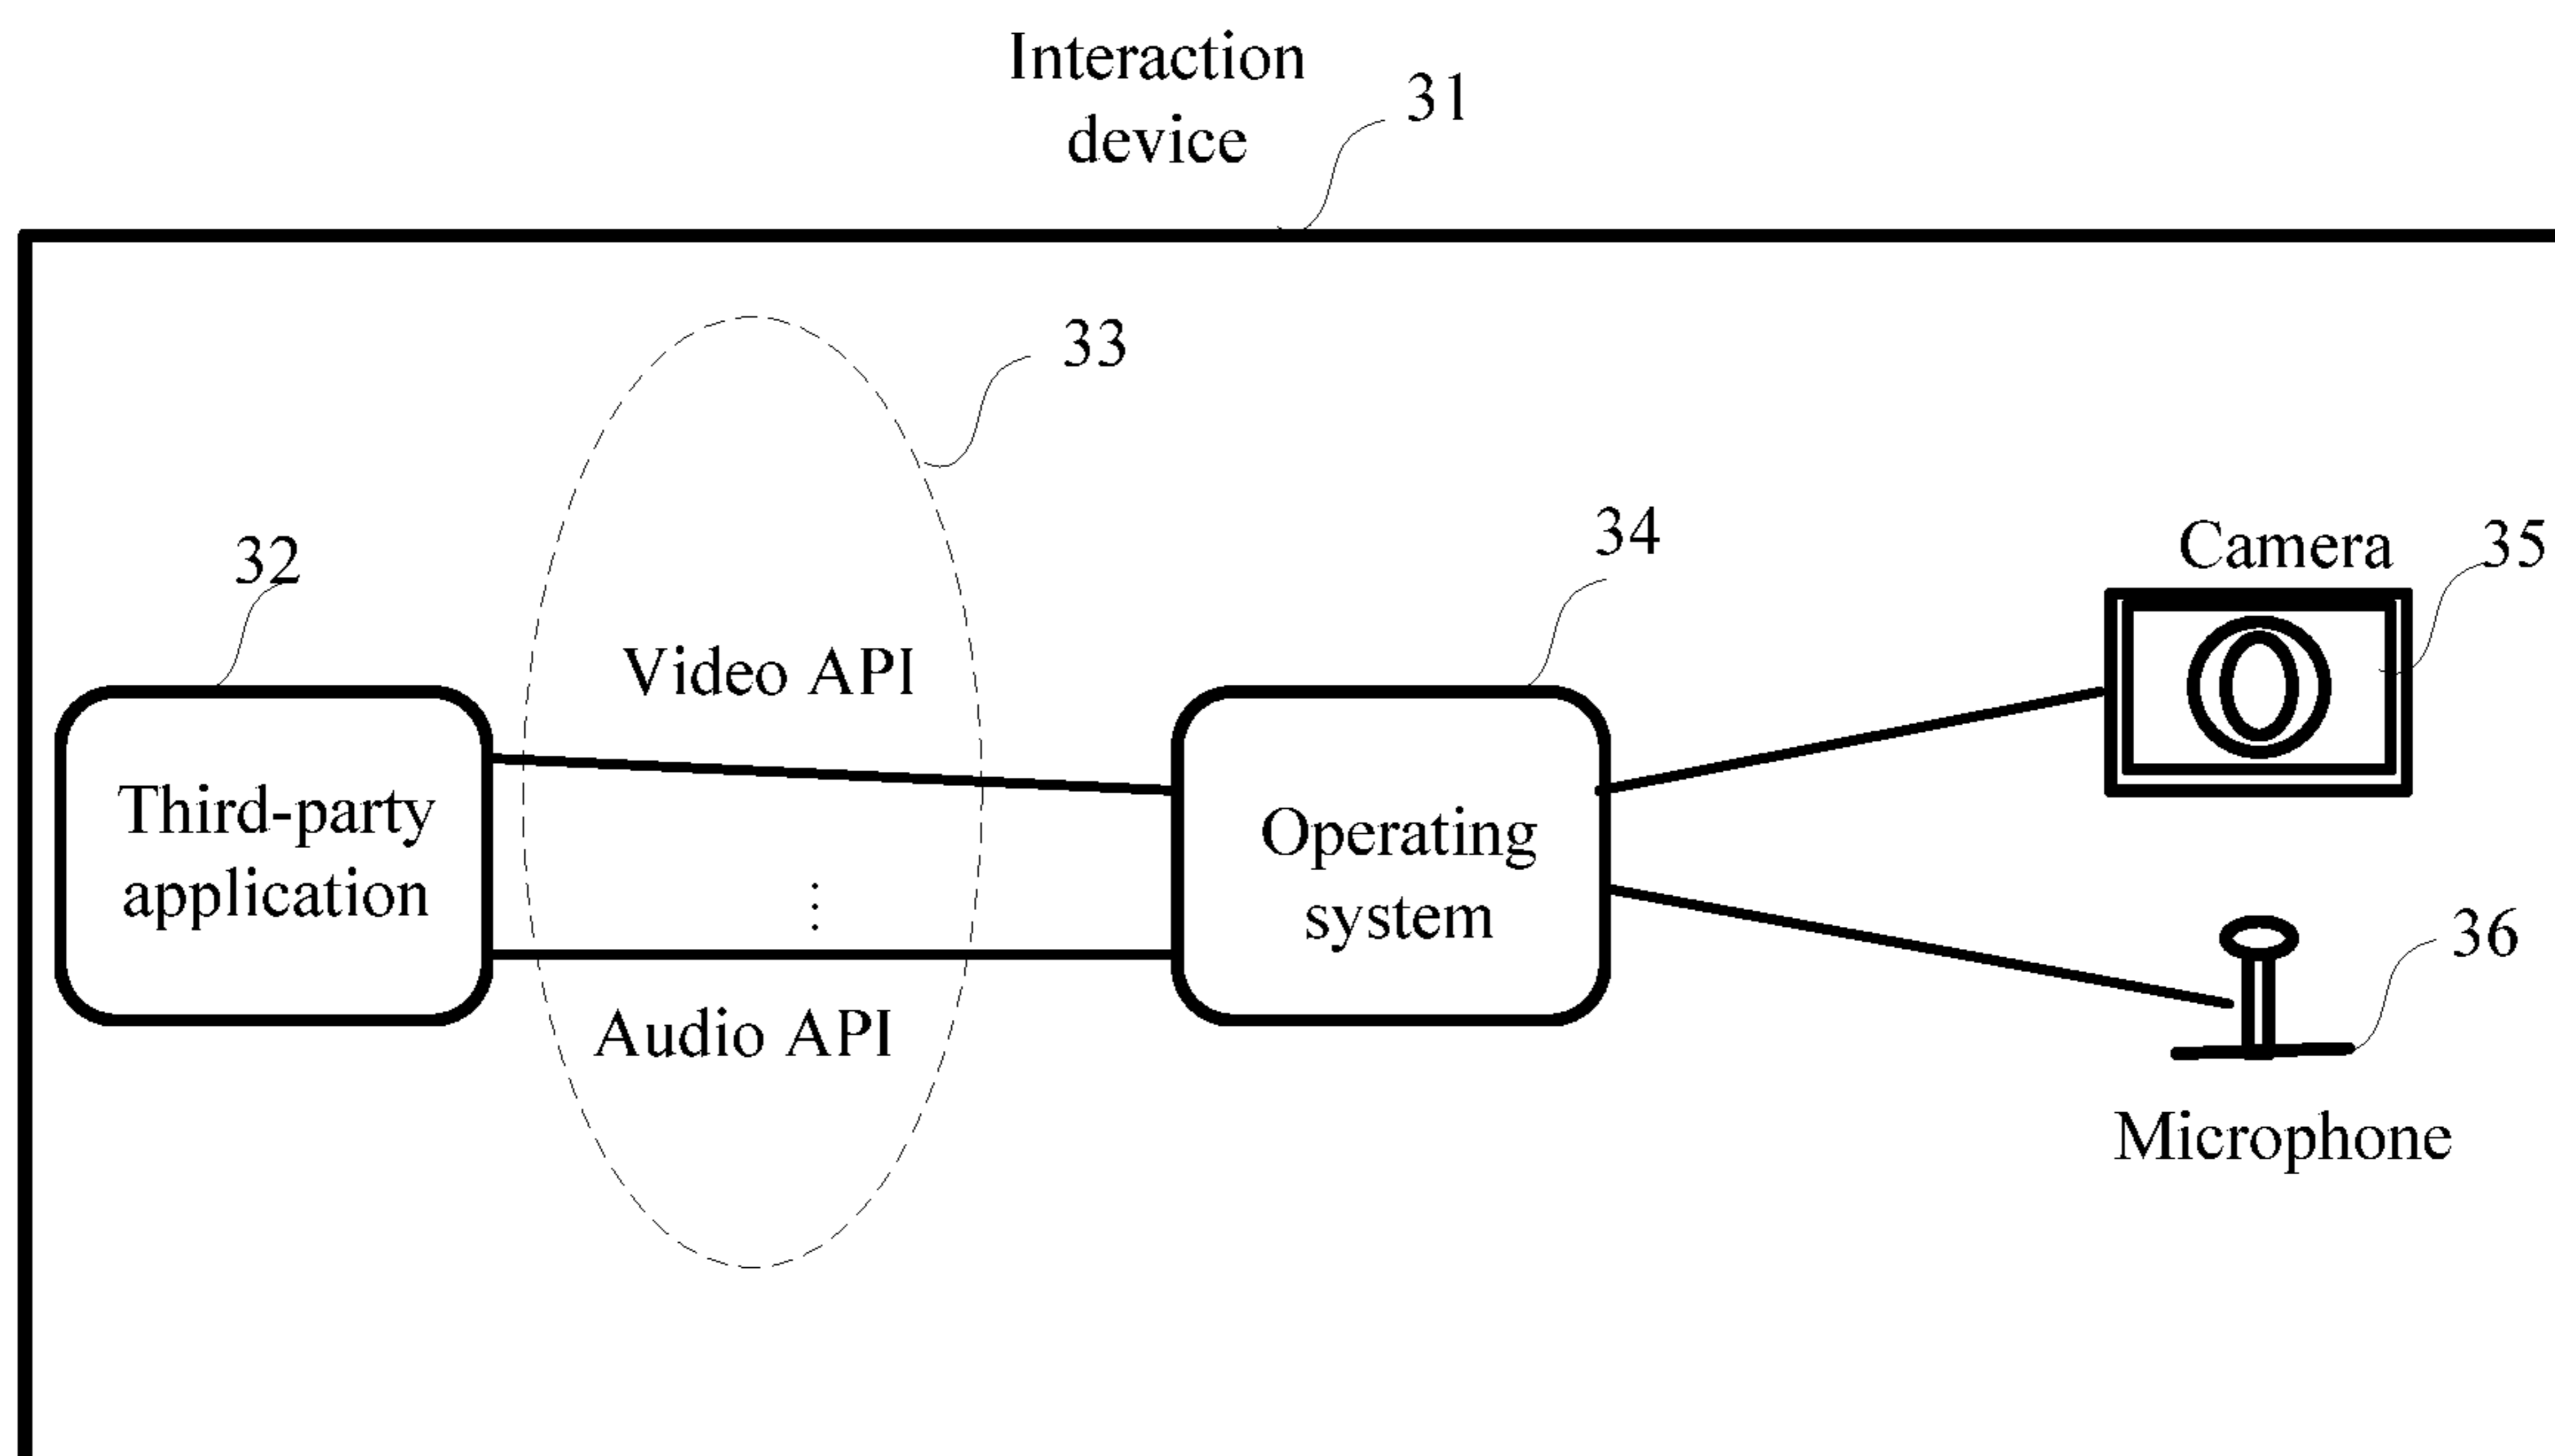 Interaction
device
31
33
32
34
Camera
35
Video API
Third-party
application
Operating
system
36
Audio API
Microphone